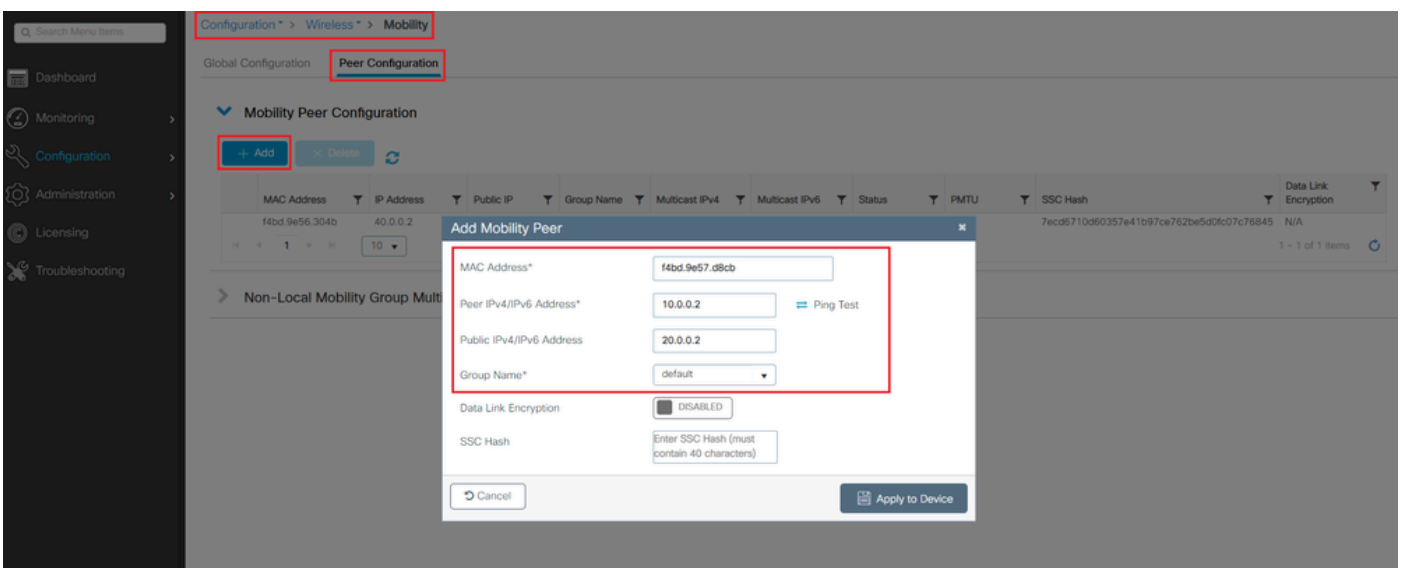 Search Menu Items
Dashboard
Monitoring
Configuration
Administration
Licensing
Troubleshooting
Configuration > Wireless > Mobility
Global Configuration Peer Configuration
Mobility Peer Configuration
+ Add × Delete
MAC Address IP Address Public IP Group Name Multicast IPv4 Multicast IPv6 Status PMTU SSC Hash Data Link Encryption
f4bd.9e56.304b 40.0.0.2 7ecd6710d60357e41b97ce762be5d0fc07c76845 N/A
1 10 1 - 1 of 1 items
Non-Local Mobility Group Multi
Add Mobility Peer
MAC Address* f4bd.9e57.d8cb
Peer IPv4/IPv6 Address* 10.0.0.2 Ping Test
Public IPv4/IPv6 Address 20.0.0.2
Group Name* default
Data Link Encryption DISABLED
SSC Hash Enter SSC Hash (must
contain 40 characters)
Cancel Apply to Device